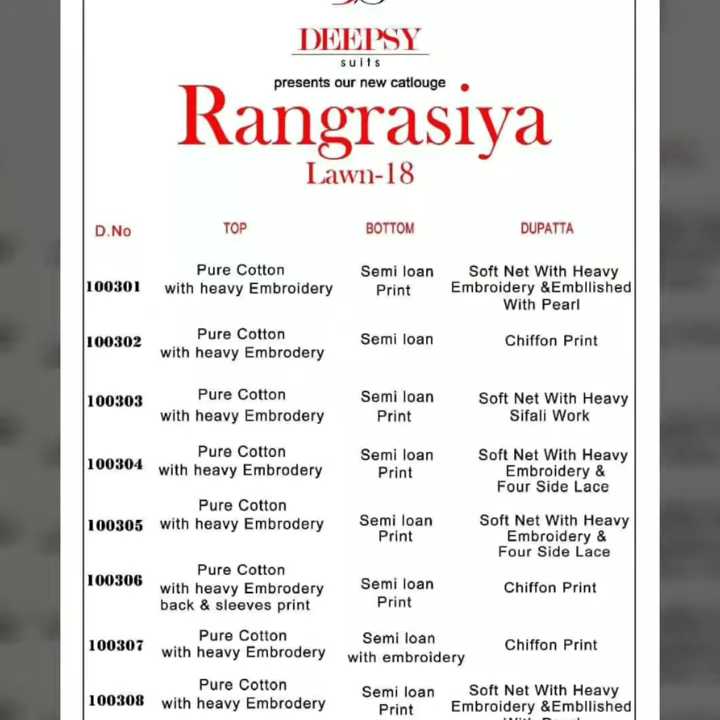 DEEPSY
suits
presents our new catlouge
Rangrasiya
Lawn-18
D.No TOP BOTTOM DUPATTA
100301 Pure Cotton with heavy Embroidery Semi loan Print Soft Net With Heavy Embroidery &Embllished With Pearl
100302 Pure Cotton with heavy Embrodery Semi loan Chiffon Print
100303 Pure Cotton with heavy Embrodery Semi loan Print Soft Net With Heavy Sifali Work
100304 Pure Cotton with heavy Embrodery Semi loan Print Soft Net With Heavy Embroidery & Four Side Lace
100305 Pure Cotton with heavy Embrodery Semi loan Print Soft Net With Heavy Embroidery & Four Side Lace
100306 Pure Cotton with heavy Embrodery back & sleeves print Semi loan Print Chiffon Print
100307 Pure Cotton with heavy Embrodery Semi loan with embroidery Chiffon Print
100308 Pure Cotton with heavy Embrodery Semi loan Print Soft Net With Heavy Embroidery &Embllished